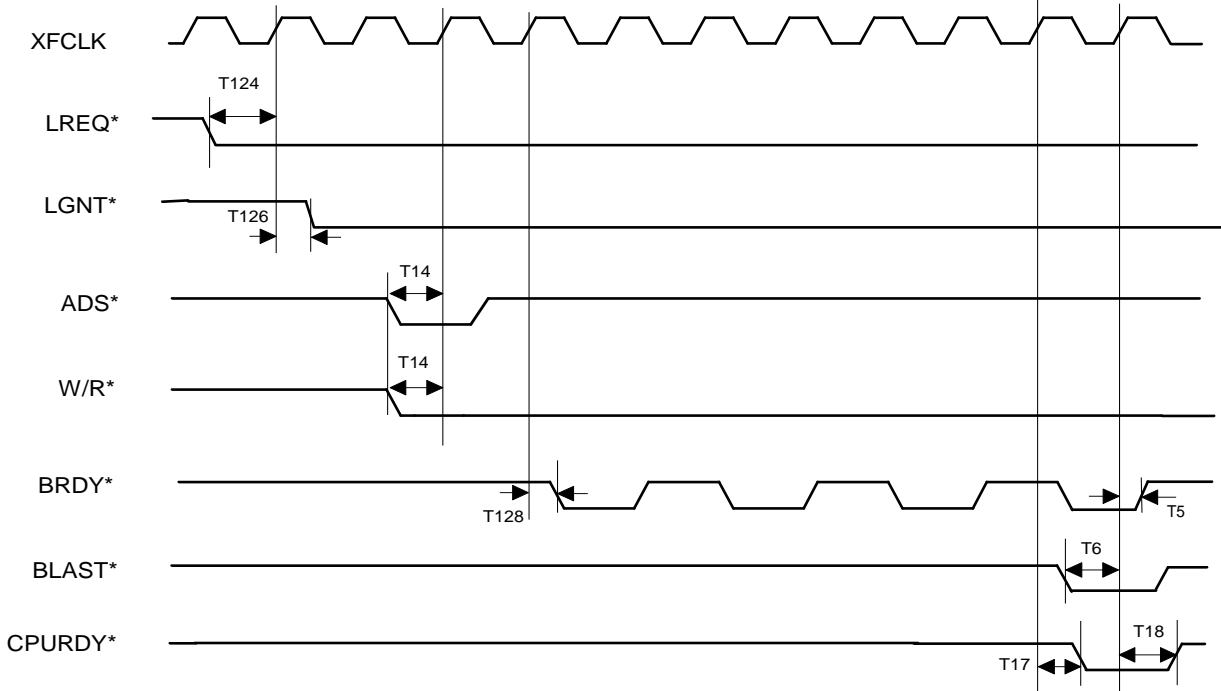 XFCLK
T124
LREQ*
LGNT*
T126
T14
ADS*
T14
W/R*
BRDY*
T128
T5
T6
BLAST*
T18
CPURDY*
T17